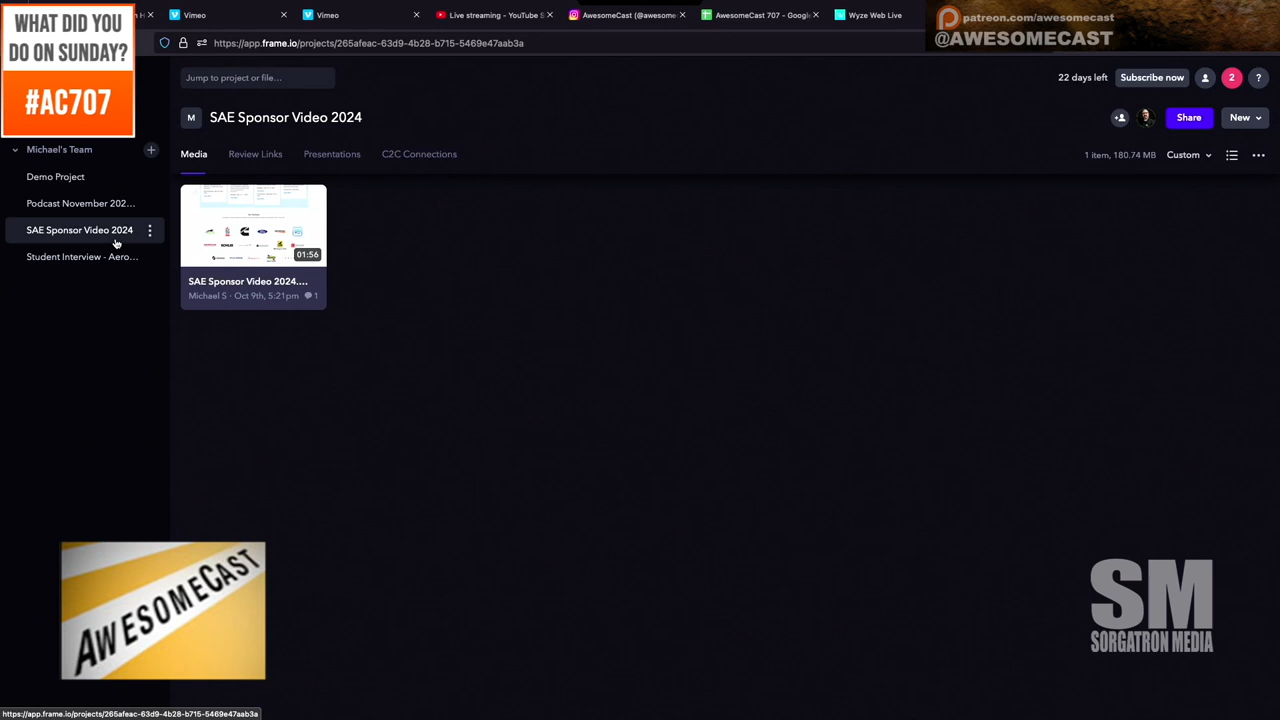 WHAT DID YOU
DO ON SUNDAY?
#AC707
Vimeo
Vimeo
Live streaming - YouTube S
AwesomeCast (@awesome
AwesomeCast 707 - Googl
Wyze Web Live
patreon.com/awesomecast
@AWESOMECAST
https://app.frame.io/projects/265afeac-63d9-4b28-b715-5469e47aab3a
Jump to project or file...
22 days left
Subscribe now
2
?
M
SAE Sponsor Video 2024
Share
New
Michael's Team
Media
Review Links
Presentations
C2C Connections
1 item, 180.74 MB
Custom
Demo Project
Podcast November 202...
SAE Sponsor Video 2024
Student Interview - Aero...
01:56
SAE Sponsor Video 2024....
Michael S · Oct 9th, 5:21pm
1
AWESOMECAST
SM
SORGATRON MEDIA
https://app.frame.io/projects/265afeac-63d9-4b28-b715-5469e47aab3a